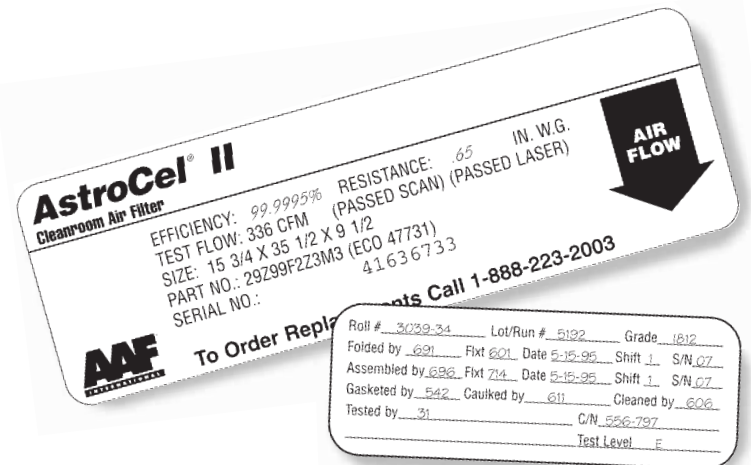 AstroCel® II
Cleanroom Air Filter
EFFICIENCY: 99.9995% RESISTANCE: .65 IN. W.G.
TEST FLOW: 336 CFM (PASSED SCAN) (PASSED LASER)
SIZE: 15 3/4 X 35 1/2 X 9 1/2
PART NO.: 29Z99F2Z3M3 (ECO 47731)
SERIAL NO.: 41636733
AIR
FLOW
AAF
INTERNATIONAL
To Order Repla nts Call 1-888-223-2003
Roll # 3039-34 Lot/Run # 5192 Grade 1812
Folded by 691 Flxt 601 Date 5-15-95 Shift 1 S/N 07
Assembled by 696 Flxt 714 Date 5-15-95 Shift 1 S/N 07
Gasketed by 542 Caulked by 611 Cleaned by 606
Tested by 31 C/N 556-797
Test Level E